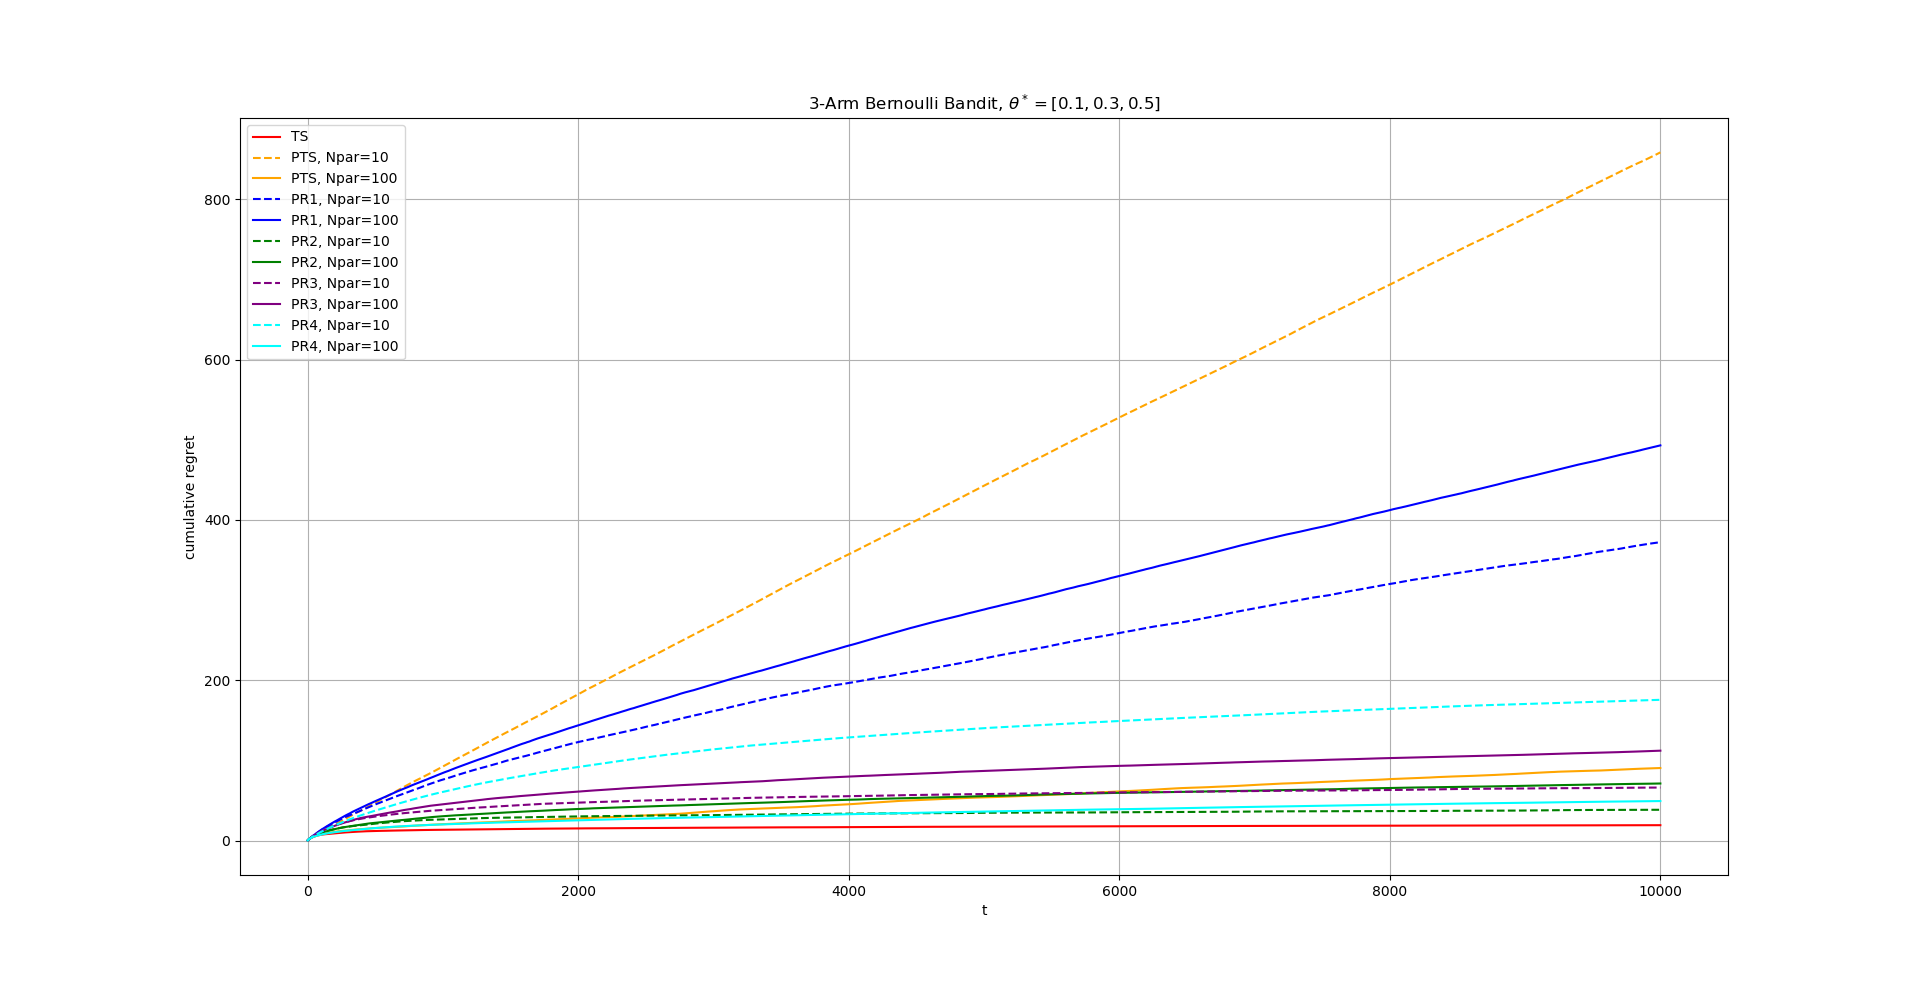 3-Arm Bernoulli Bandit, θ* = [0.1, 0.3, 0.5]
TS
PTS, Npar=10
PTS, Npar=100
PR1, Npar=10
PR1, Npar=100
PR2, Npar=10
PR2, Npar=100
PR3, Npar=10
PR3, Npar=100
PR4, Npar=10
PR4, Npar=100
800
600
400
200
0
cumulative regret
0 2000 4000 6000 8000 10000
t